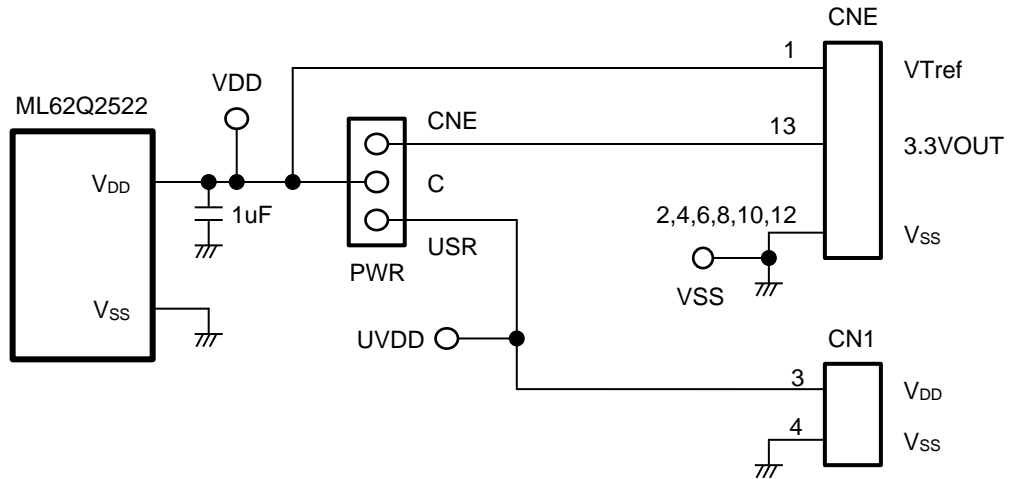 CNE
1
VTref
VDD
ML62Q2522
CNE
13
3.3VOUT
VDD
C
1uF
2,4,6,8,10,12
USR
VSS
PWR
VSS
VSS
UVDD
CN1
3
VDD
4
VSS